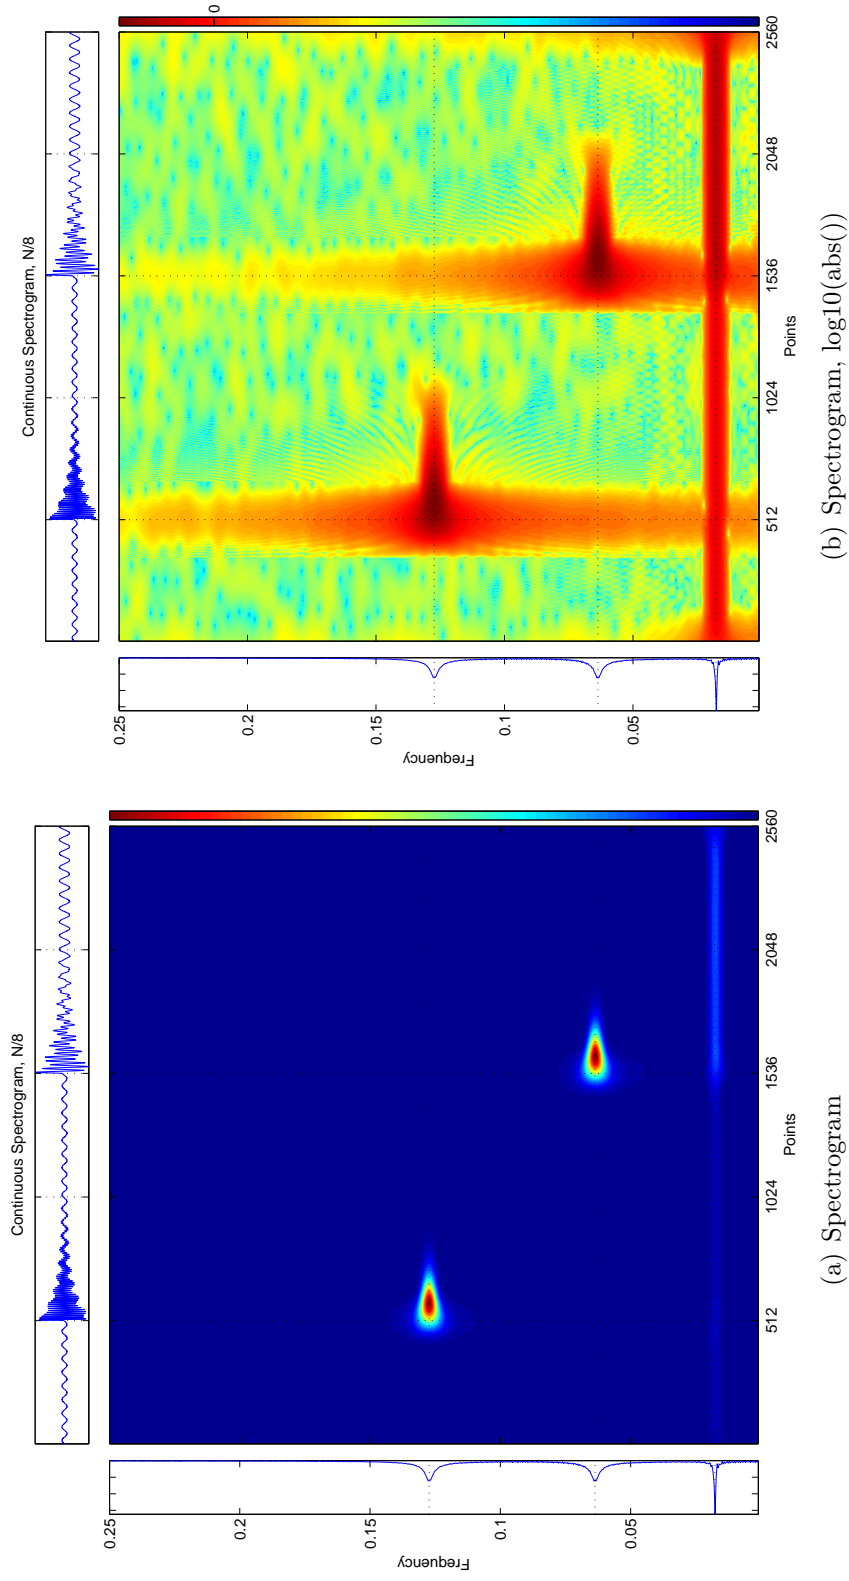 Continuous Spectrogram, N/8
0.25
0.2
0.15
0.1
0.05
Frequency
512
1024
1536
2048
2560
Points
(a) Spectrogram
Continuous Spectrogram, N/8
0
0.25
0.2
0.15
0.1
0.05
Frequency
512
1024
1536
2048
2560
Points
(b) Spectrogram, log10(abs())